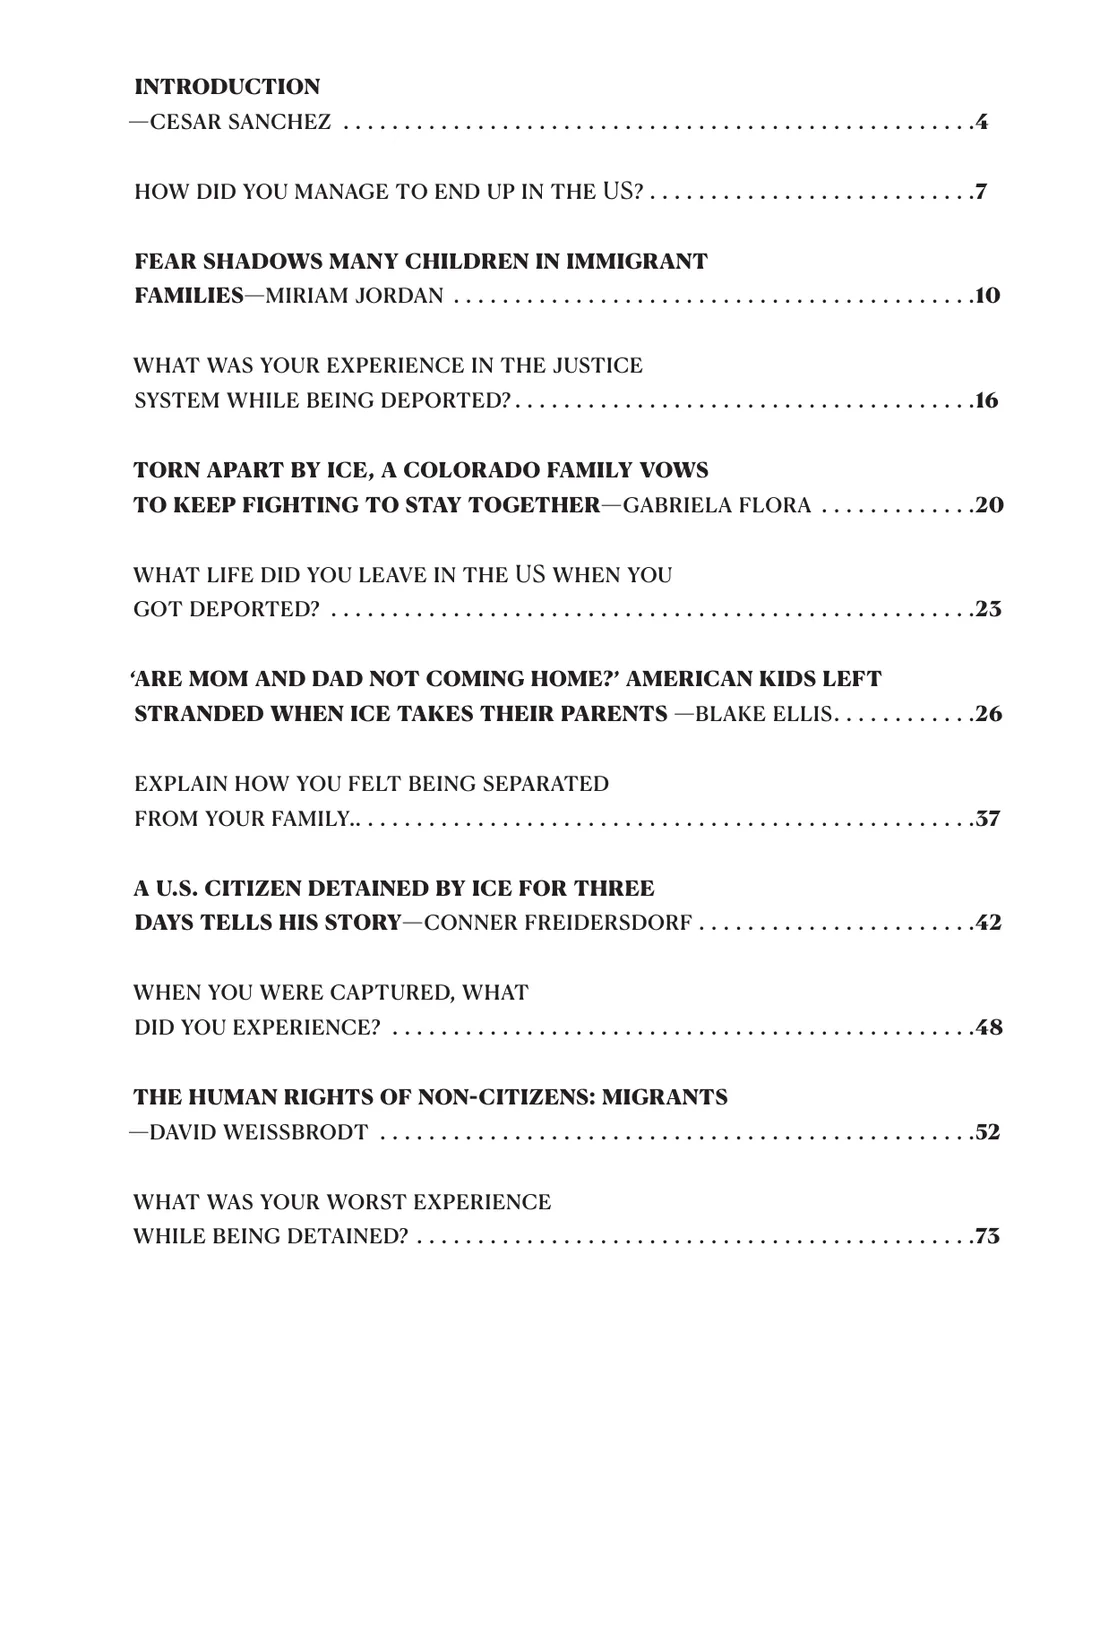 INTRODUCTION
—CESAR SANCHEZ . . . . . . . . . . . . . . . . . . . . . . . . . . . . . . . . . . . . . . . . . . . . . . . . . . . .4
HOW DID YOU MANAGE TO END UP IN THE US? . . . . . . . . . . . . . . . . . . . . . . . . . . .7
FEAR SHADOWS MANY CHILDREN IN IMMIGRANT
FAMILIES—MIRIAM JORDAN . . . . . . . . . . . . . . . . . . . . . . . . . . . . . . . . . . . . . . . . . . .10
WHAT WAS YOUR EXPERIENCE IN THE JUSTICE
SYSTEM WHILE BEING DEPORTED? . . . . . . . . . . . . . . . . . . . . . . . . . . . . . . . . . . . . . .16
TORN APART BY ICE, A COLORADO FAMILY VOWS
TO KEEP FIGHTING TO STAY TOGETHER—GABRIELA FLORA . . . . . . . . . . . . .20
WHAT LIFE DID YOU LEAVE IN THE US WHEN YOU
GOT DEPORTED? . . . . . . . . . . . . . . . . . . . . . . . . . . . . . . . . . . . . . . . . . . . . . . . . . . . . .23
‘ARE MOM AND DAD NOT COMING HOME?’ AMERICAN KIDS LEFT
STRANDED WHEN ICE TAKES THEIR PARENTS —BLAKE ELLIS. . . . . . . . . . . .26
EXPLAIN HOW YOU FELT BEING SEPARATED
FROM YOUR FAMILY.. . . . . . . . . . . . . . . . . . . . . . . . . . . . . . . . . . . . . . . . . . . . . . . . . . .37
A U.S. CITIZEN DETAINED BY ICE FOR THREE
DAYS TELLS HIS STORY—CONNER FREIDERSDORF . . . . . . . . . . . . . . . . . . . . . . .42
WHEN YOU WERE CAPTURED, WHAT
DID YOU EXPERIENCE? . . . . . . . . . . . . . . . . . . . . . . . . . . . . . . . . . . . . . . . . . . . . . . . .48
THE HUMAN RIGHTS OF NON-CITIZENS: MIGRANTS
—DAVID WEISSBRODT . . . . . . . . . . . . . . . . . . . . . . . . . . . . . . . . . . . . . . . . . . . . . . . . .52
WHAT WAS YOUR WORST EXPERIENCE
WHILE BEING DETAINED? . . . . . . . . . . . . . . . . . . . . . . . . . . . . . . . . . . . . . . . . . . . . . .73